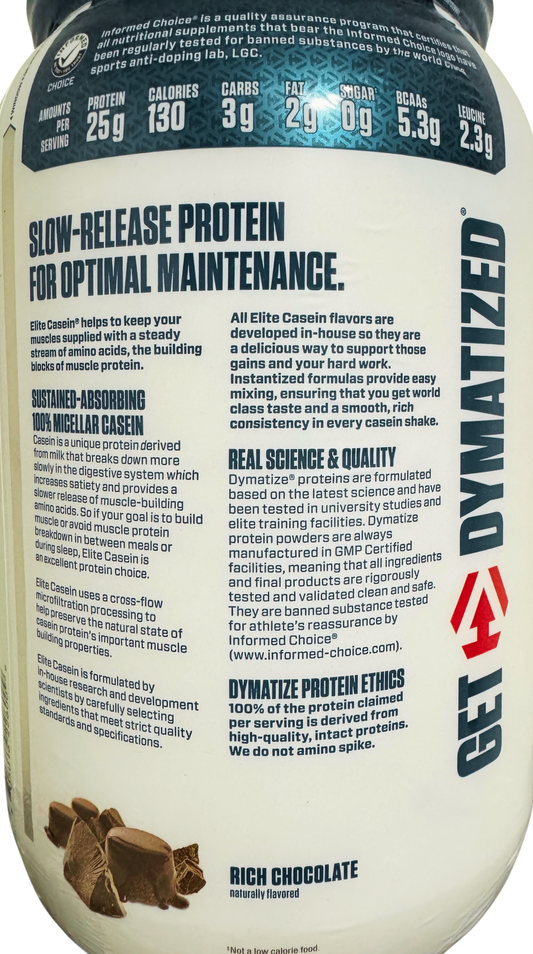 Informed Choice® is a quality assurance program that certifies that
all nutritional supplements that bear the Informed Choice logo have
been regularly tested for banned substances by the world class
sports anti-doping lab, LGC.
CHOICE
AMOUNTS PER SERVING
PROTEIN 25g
CALORIES 130
CARBS 3g
FAT 2g
SUGAR¹ 0g
BCAAs 5.3g
LEUCINE 2.3g
SLOW-RELEASE PROTEIN
FOR OPTIMAL MAINTENANCE.
Elite Casein® helps to keep your
muscles supplied with a steady
stream of amino acids, the building
blocks of muscle protein.
SUSTAINED-ABSORBING
100% MICELLAR CASEIN
Casein is a unique protein derived
from milk that breaks down more
slowly in the digestive system which
increases satiety and provides a
slower release of muscle-building
amino acids. So if your goal is to build
muscle or avoid muscle protein
breakdown in between meals or
during sleep, Elite Casein is
an excellent protein choice.
Elite Casein uses a cross-flow
microfiltration processing to
help preserve the natural state of
casein protein's important muscle
building properties.
Elite Casein is formulated by
in-house research and development
scientists by carefully selecting
ingredients that meet strict quality
standards and specifications.
All Elite Casein flavors are
developed in-house so they are
a delicious way to support those
gains and your hard work.
Instantized formulas provide easy
mixing, ensuring that you get world
class taste and a smooth, rich
consistency in every casein shake.
REAL SCIENCE & QUALITY
Dymatize® proteins are formulated
based on the latest science and have
been tested in university studies and
elite training facilities. Dymatize
protein powders are always
manufactured in GMP Certified
facilities, meaning that all ingredients
and final products are rigorously
tested and validated clean and safe.
They are banned substance tested
for athlete's reassurance by
Informed Choice®
(www.informed-choice.com).
DYMATIZE PROTEIN ETHICS
100% of the protein claimed
per serving is derived from
high-quality, intact proteins.
We do not amino spike.
GET DYMATIZED®
RICH CHOCOLATE
naturally flavored
¹Not a low calorie food.